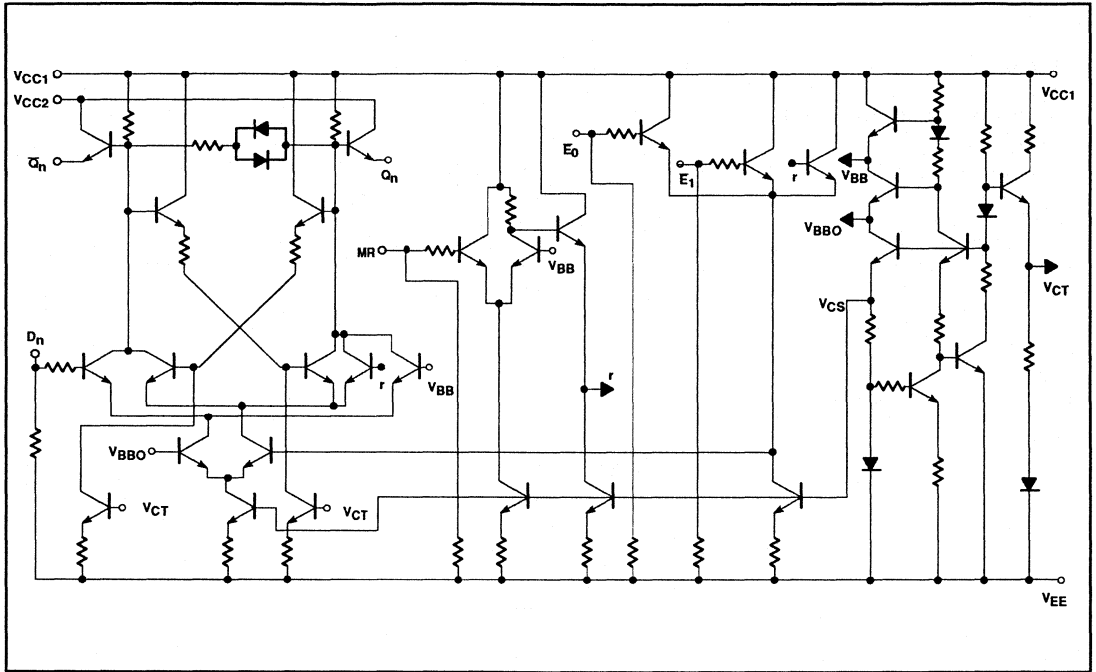 VCC1
VCC1
VCC2
E0
Q̅n
Qn
E1
r
VBB
VBBO
MR
VBB
VCT
VCS
Dn
r
VBB
r
VBBO
VCT
VCT
VEE